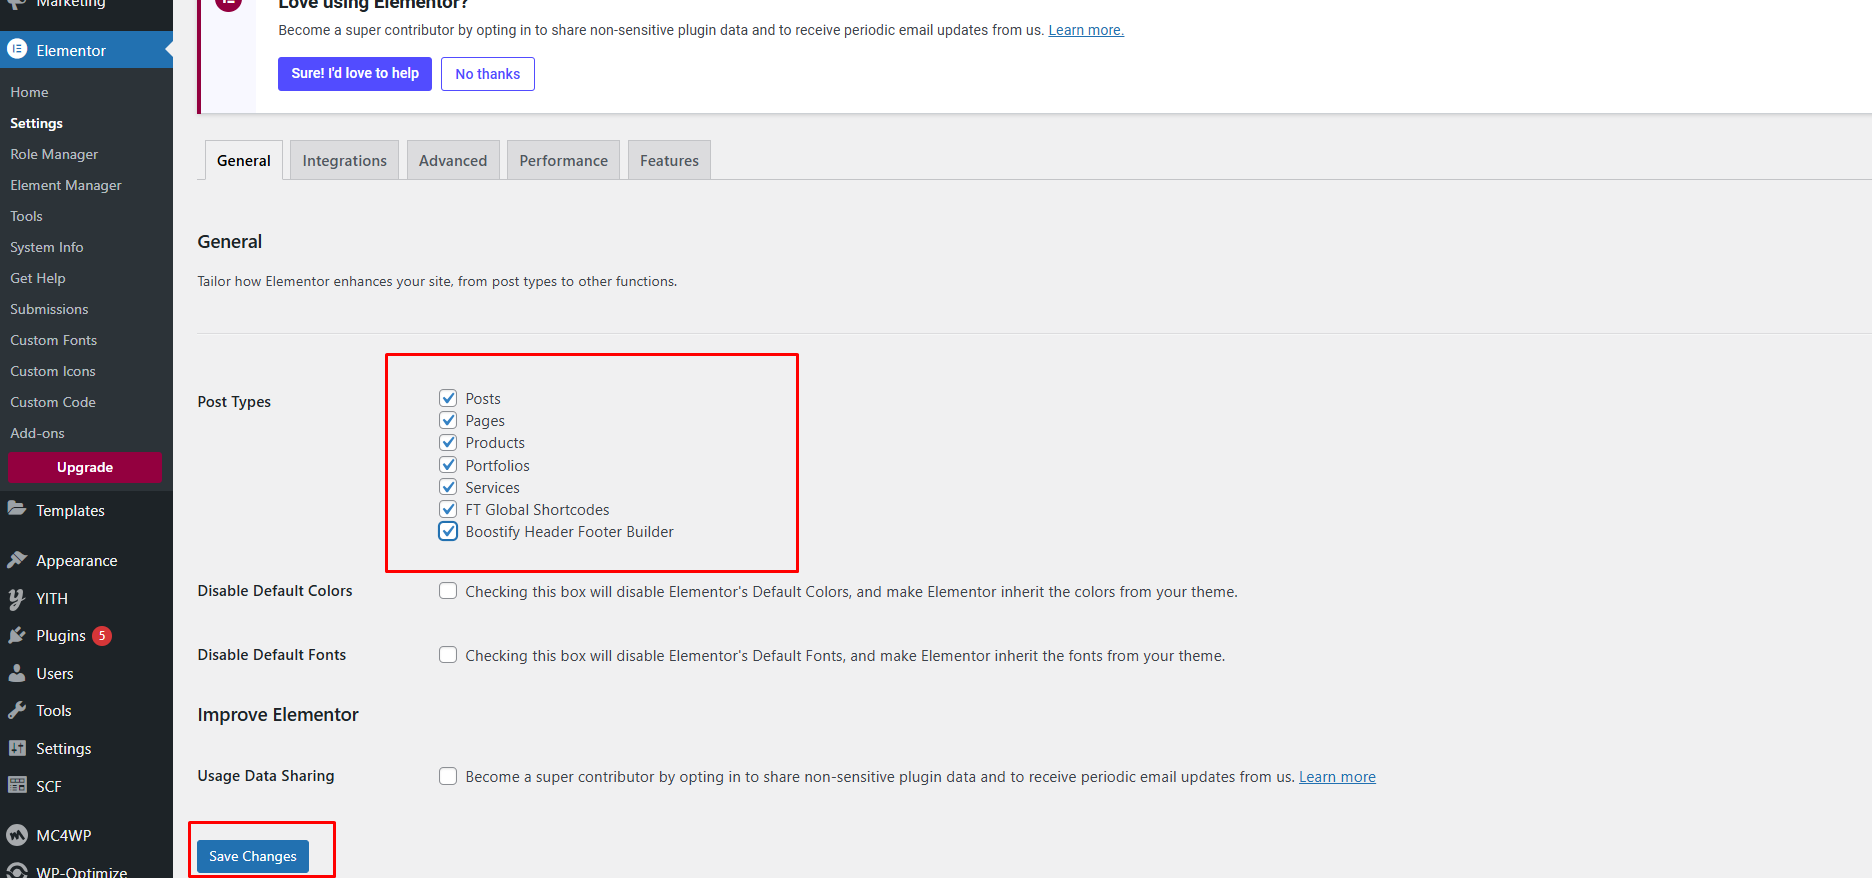 Marketing
Elementor
Home
Settings
Role Manager
Element Manager
Tools
System Info
Get Help
Submissions
Custom Fonts
Custom Icons
Custom Code
Add-ons
Upgrade
Templates
Appearance
YITH
Plugins 5
Users
Tools
Settings
SCF
MC4WP
WP-Optimize
Love using Elementor?
Become a super contributor by opting in to share non-sensitive plugin data and to receive periodic email updates from us. Learn more.
Sure! I'd love to help No thanks
General Integrations Advanced Performance Features
General
Tailor how Elementor enhances your site, from post types to other functions.
Post Types
Posts
Pages
Products
Portfolios
Services
FT Global Shortcodes
Boostify Header Footer Builder
Disable Default Colors Checking this box will disable Elementor's Default Colors, and make Elementor inherit the colors from your theme.
Disable Default Fonts Checking this box will disable Elementor's Default Fonts, and make Elementor inherit the fonts from your theme.
Improve Elementor
Usage Data Sharing Become a super contributor by opting in to share non-sensitive plugin data and to receive periodic email updates from us. Learn more
Save Changes